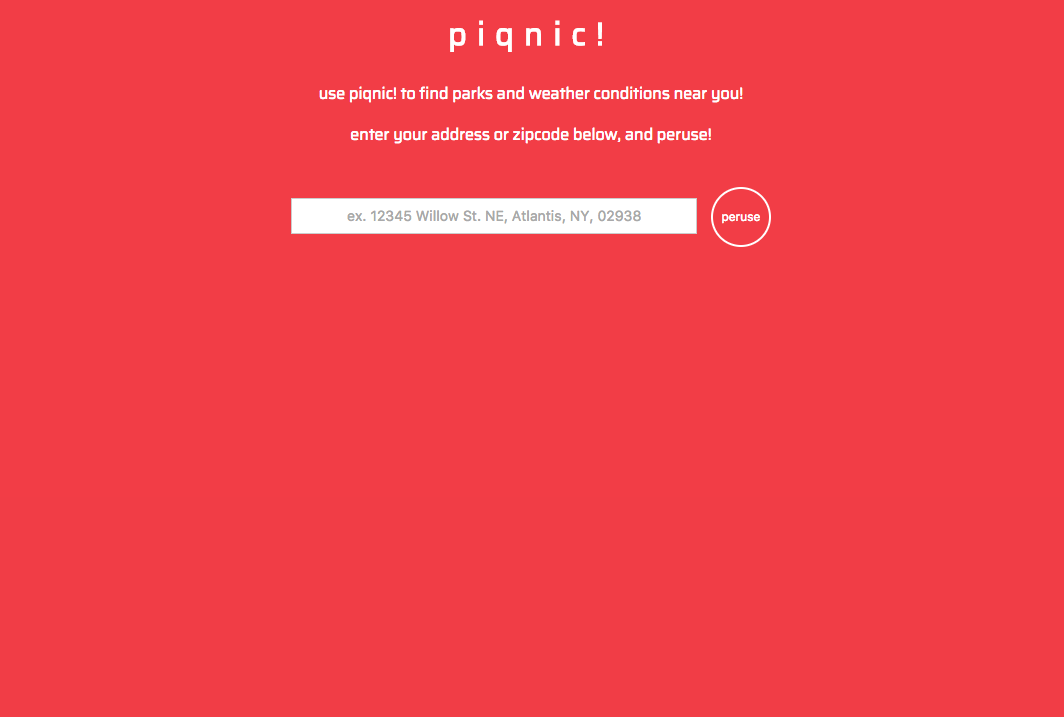 piqnic!
use piqnic! to find parks and weather conditions near you!
enter your address or zipcode below, and peruse!
ex. 12345 Willow St. NE, Atlantis, NY, 02938
peruse